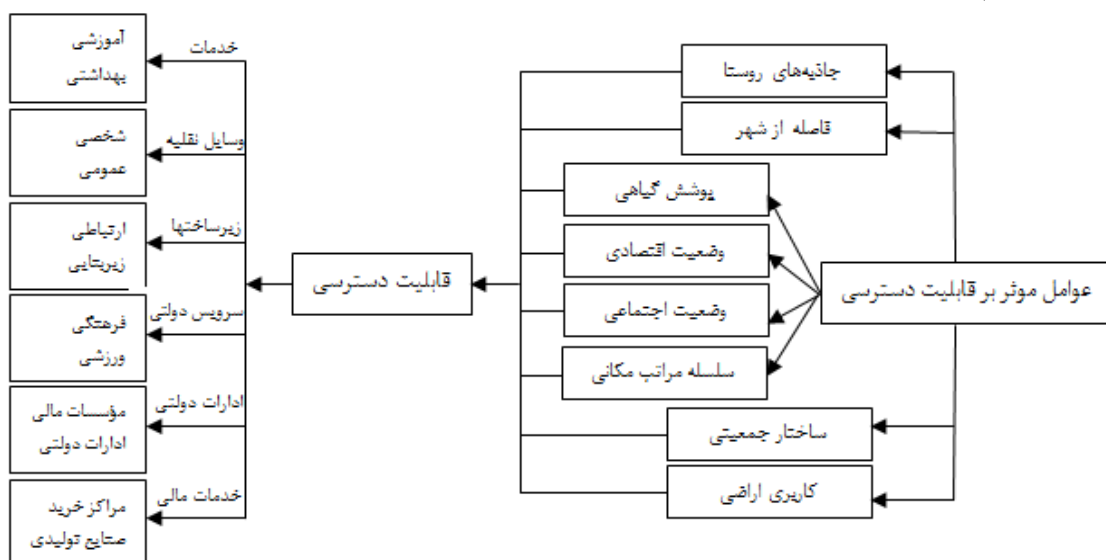 عوامل موثر بر قابلیت دسترسی
جاذبه‌های روستا
فاصله از شهر
پوشش گیاهی
وضعیت اقتصادی
وضعیت اجتماعی
سلسله مراتب مکانی
ساختار جمعیتی
کاربری اراضی
قابلیت دسترسی
خدمات
آموزشی
بهداشتی
وسایل نقلیه
شخصی
عمومی
زیرساختها
ارتباطی
زیربنایی
سرویس دولتی
فرهنگی
ورزشی
ادارات دولتی
مؤسسات مالی
ادارات دولتی
خدمات مالی
مراکز خرید
صنایع تولیدی